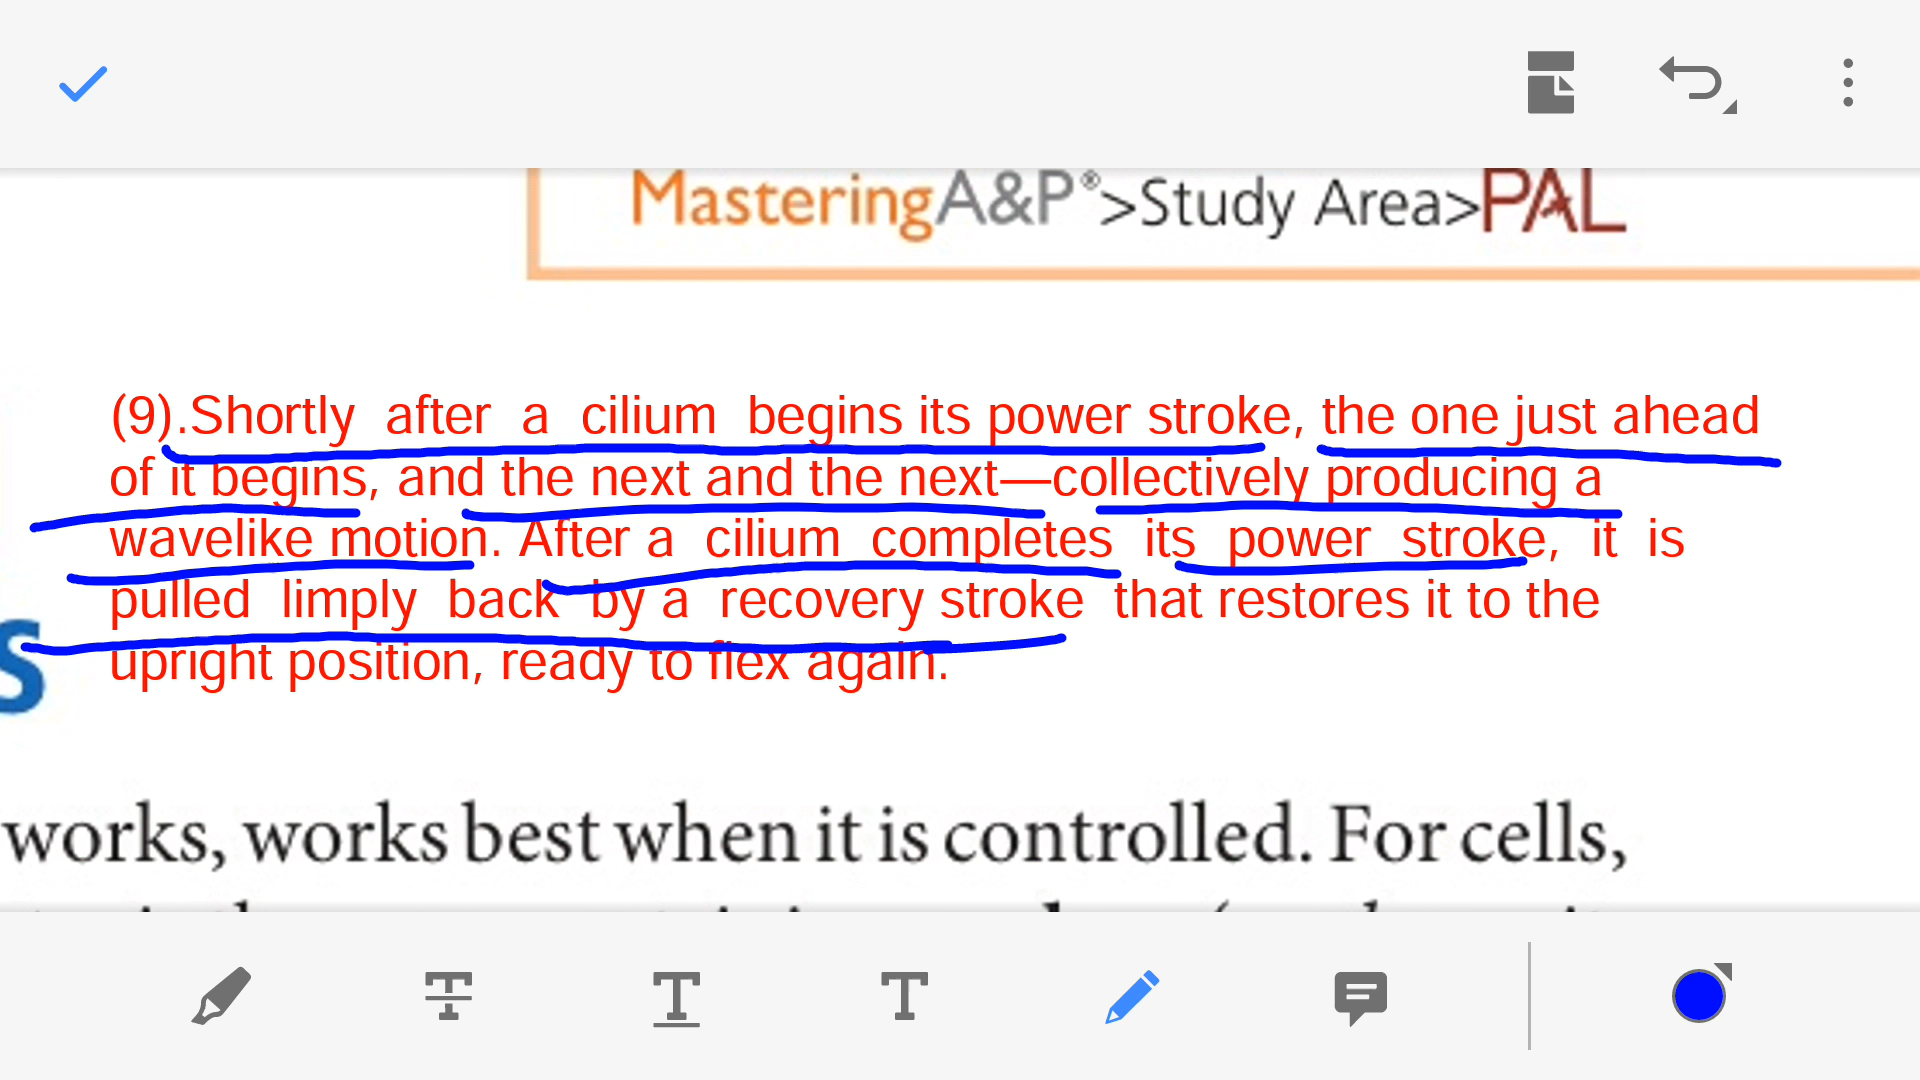 MasteringA&P®>Study Area>PAL
(9).Shortly after a cilium begins its power stroke, the one just ahead
of it begins, and the next and the next—collectively producing a
wavelike motion. After a cilium completes its power stroke, it is
pulled limply back by a recovery stroke that restores it to the
upright position, ready to flex again.
s
works, works best when it is controlled. For cells,